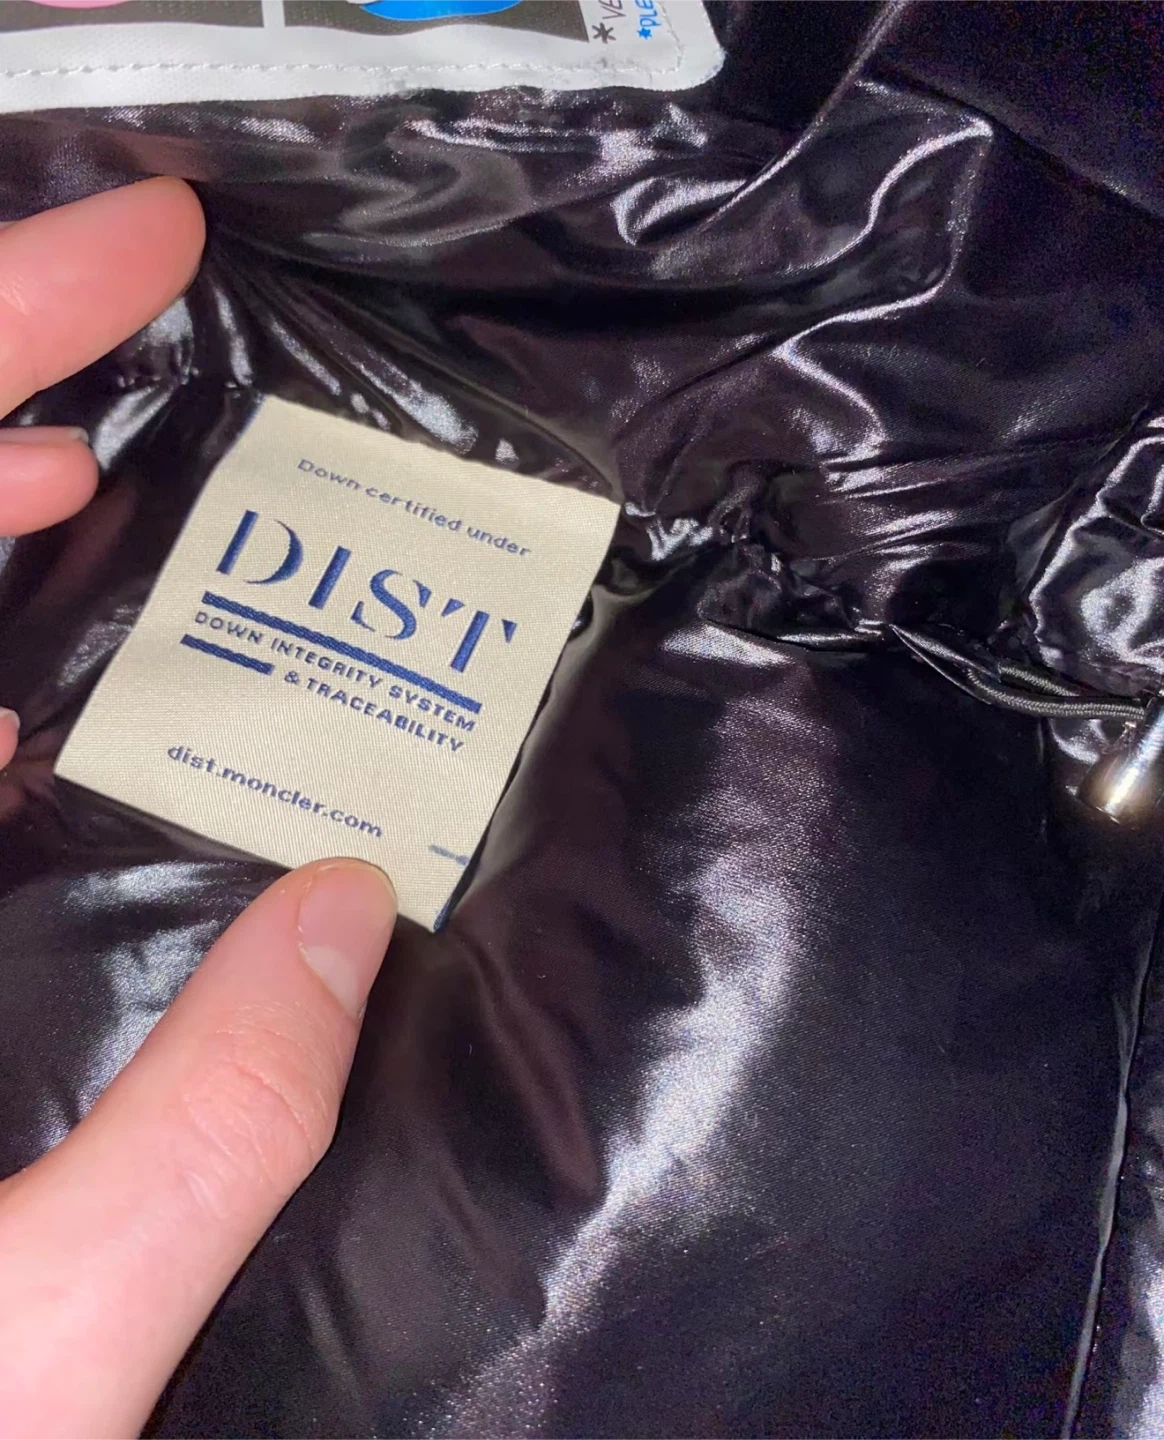 Down certified under
DIST
DOWN INTEGRITY SYSTEM
& TRACEABILITY
dist.moncler.com